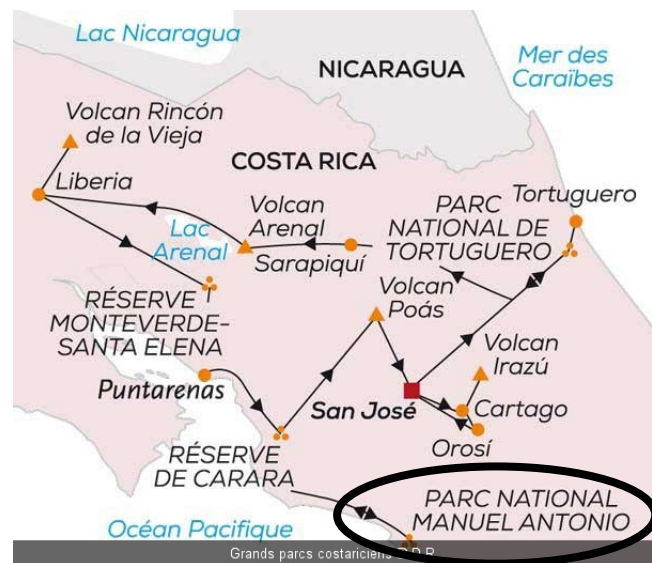 Lac Nicaragua
NICARAGUA
Mer des
Caraïbes
Volcan Rincón
de la Vieja
COSTA RICA
Liberia
Volcan
Arenal
Lac
Arenal
Sarapiquí
PARC
NATIONAL DE
TORTUGUERO
Tortuguero
RÉSERVE
MONTEVERDE-
SANTA ELENA
Volcan
Poás
Volcan
Irazú
Puntarenas
San José
Cartago
Orosí
RÉSERVE
DE CARARA
PARC NATIONAL
MANUEL ANTONIO
Océan Pacifique
Grands parcs costariciens